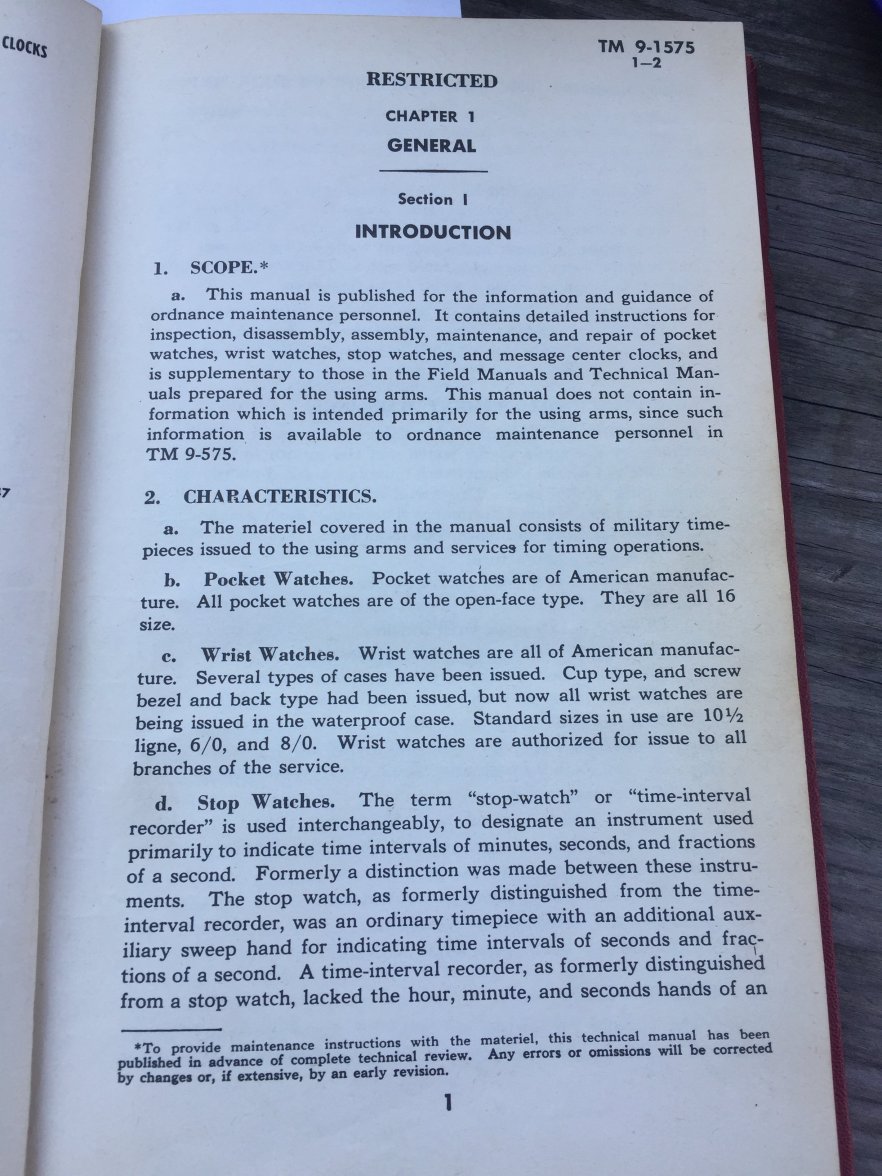 CLOCKS
TM 9-1575
1–2
RESTRICTED
CHAPTER 1
GENERAL
Section I
INTRODUCTION
1. SCOPE.*
a. This manual is published for the information and guidance of
ordnance maintenance personnel. It contains detailed instructions for
inspection, disassembly, assembly, maintenance, and repair of pocket
watches, wrist watches, stop watches, and message center clocks, and
is supplementary to those in the Field Manuals and Technical Man-
uals prepared for the using arms. This manual does not contain in-
formation which is intended primarily for the using arms, since such
information is available to ordnance maintenance personnel in
TM 9-575.
2. CHARACTERISTICS.
a. The materiel covered in the manual consists of military time-
pieces issued to the using arms and services for timing operations.
b. Pocket Watches. Pocket watches are of American manufac-
ture. All pocket watches are of the open-face type. They are all 16
size.
c. Wrist Watches. Wrist watches are all of American manufac-
ture. Several types of cases have been issued. Cup type, and screw
bezel and back type had been issued, but now all wrist watches are
being issued in the waterproof case. Standard sizes in use are 10½
ligne, 6/0, and 8/0. Wrist watches are authorized for issue to all
branches of the service.
d. Stop Watches. The term “stop-watch” or “time-interval
recorder” is used interchangeably, to designate an instrument used
primarily to indicate time intervals of minutes, seconds, and fractions
of a second. Formerly a distinction was made between these instru-
ments. The stop watch, as formerly distinguished from the time-
interval recorder, was an ordinary timepiece with an additional aux-
iliary sweep hand for indicating time intervals of seconds and frac-
tions of a second. A time-interval recorder, as formerly distinguished
from a stop watch, lacked the hour, minute, and seconds hands of an
*To provide maintenance instructions with the materiel, this technical manual has been
published in advance of complete technical review. Any errors or omissions will be corrected
by changes or, if extensive, by an early revision.
1